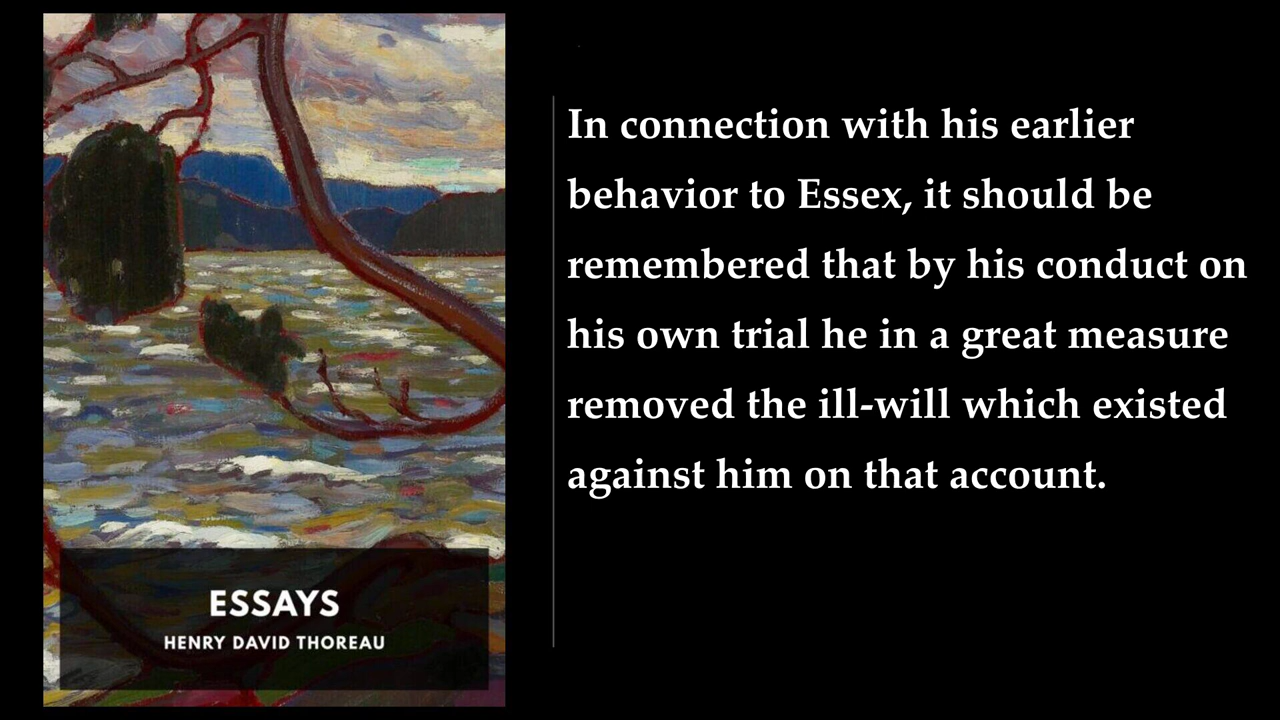 ESSAYS
HENRY DAVID THOREAU
In connection with his earlier
behavior to Essex, it should be
remembered that by his conduct on
his own trial he in a great measure
removed the ill-will which existed
against him on that account.